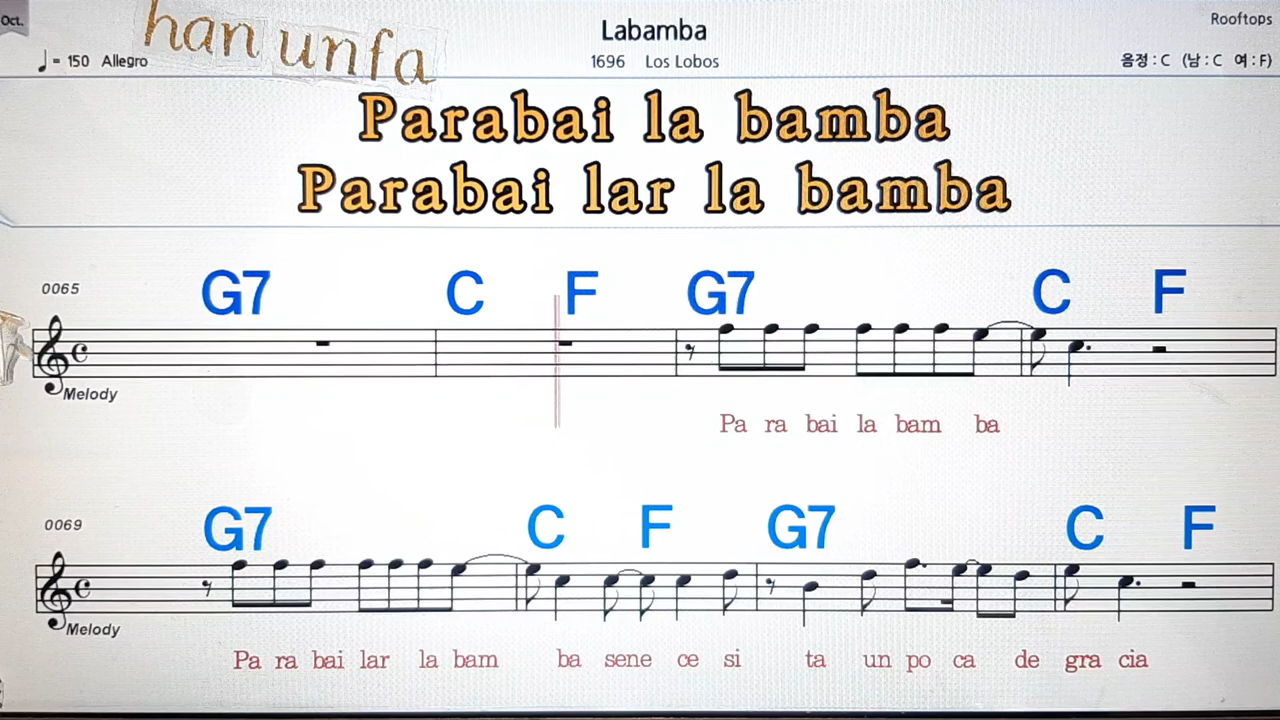 Oct.
han unfa
Labamba
Rooftops
♩ = 150 Allegro
1696 Los Lobos
음정 : C (남 : C 여 : F)
Parabai la bamba
Parabai lar la bamba
0065
G7 C F G7 C F
Melody
Pa ra bai la bam ba
0069
G7 C F G7 C F
Melody
Pa ra bai lar la bam ba sene ce si ta un po ca de gra cia